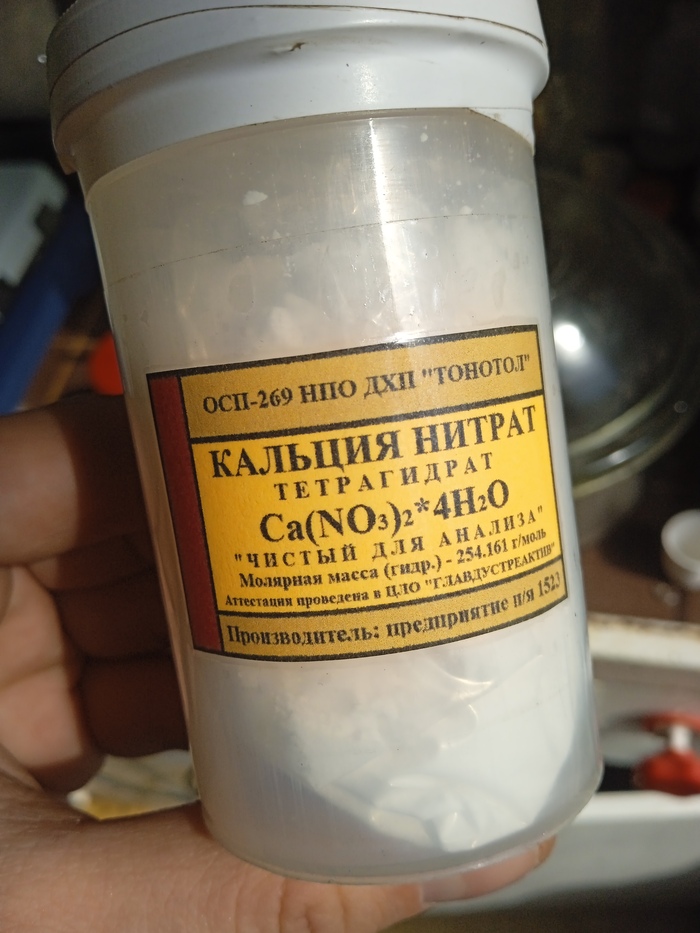 ОСП-269 НПО ДХП "ТОНОТОЛ"
КАЛЬЦИЯ НИТРАТ
ТЕТРАГИДРАТ
Ca(NO₃)₂*4H₂O
"ЧИСТЫЙ ДЛЯ АНАЛИЗА"
Молярная масса (гидр.) - 254.161 г/моль
Аттестация проведена в ЦЛО "ГЛАВДУСТРЕАКТИВ"
Производитель: предприятие п/я 1523